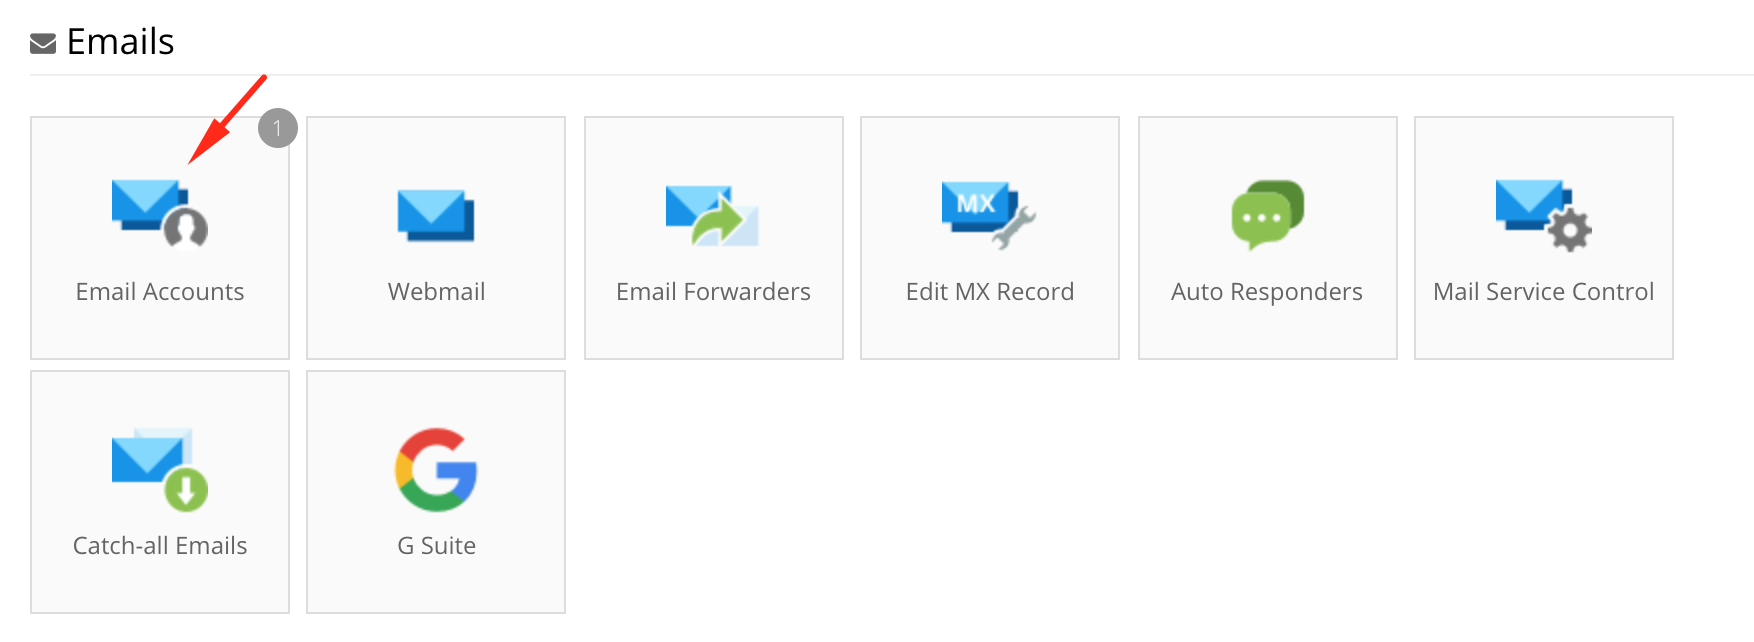 Emails
1
Email Accounts
Webmail
Email Forwarders
MX
Edit MX Record
Auto Responders
Mail Service Control
Catch-all Emails
G Suite